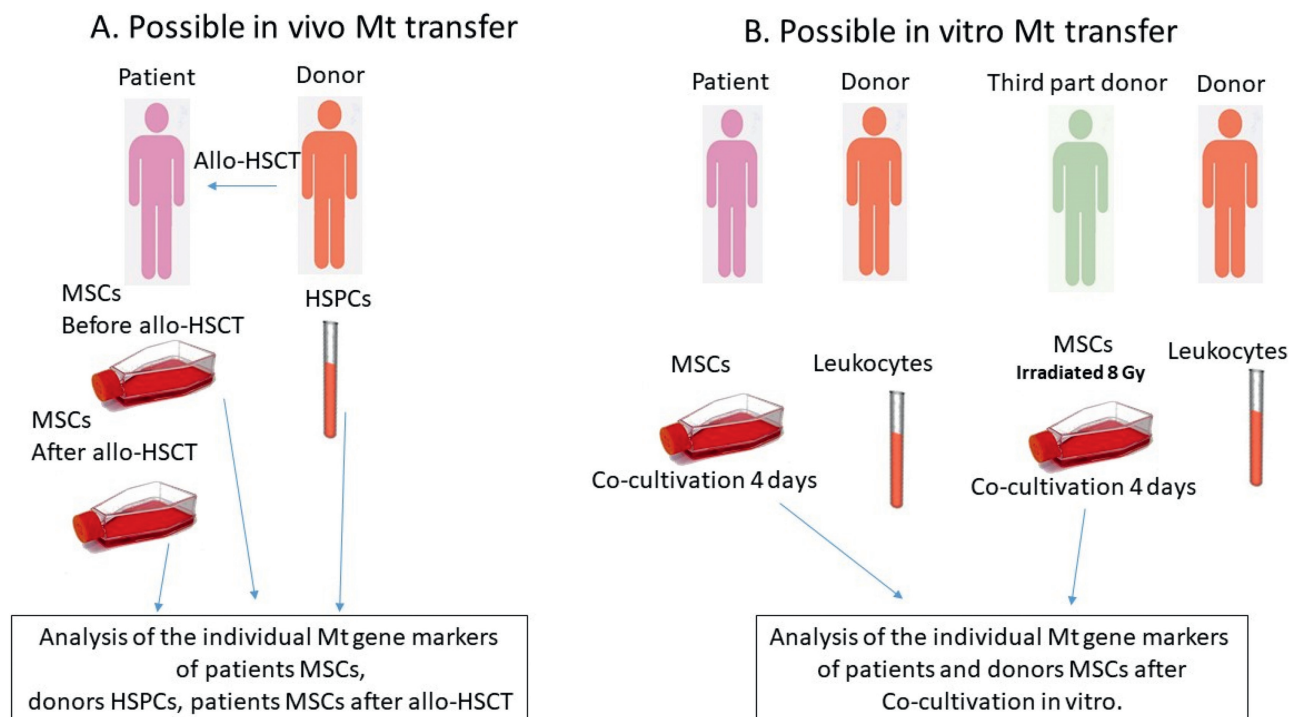 A. Possible in vivo Mt transfer
Patient
Donor
Allo-HSCT
MSCs
Before allo-HSCT
HSPCs
MSCs
After allo-HSCT
Analysis of the individual Mt gene markers
of patients MSCs,
donors HSPCs, patients MSCs after allo-HSCT
B. Possible in vitro Mt transfer
Patient
Donor
Third part donor
Donor
MSCs
Leukocytes
MSCs
Irradiated 8 Gy
Leukocytes
Co-cultivation 4 days
Co-cultivation 4 days
Analysis of the individual Mt gene markers
of patients and donors MSCs after
Co-cultivation in vitro.